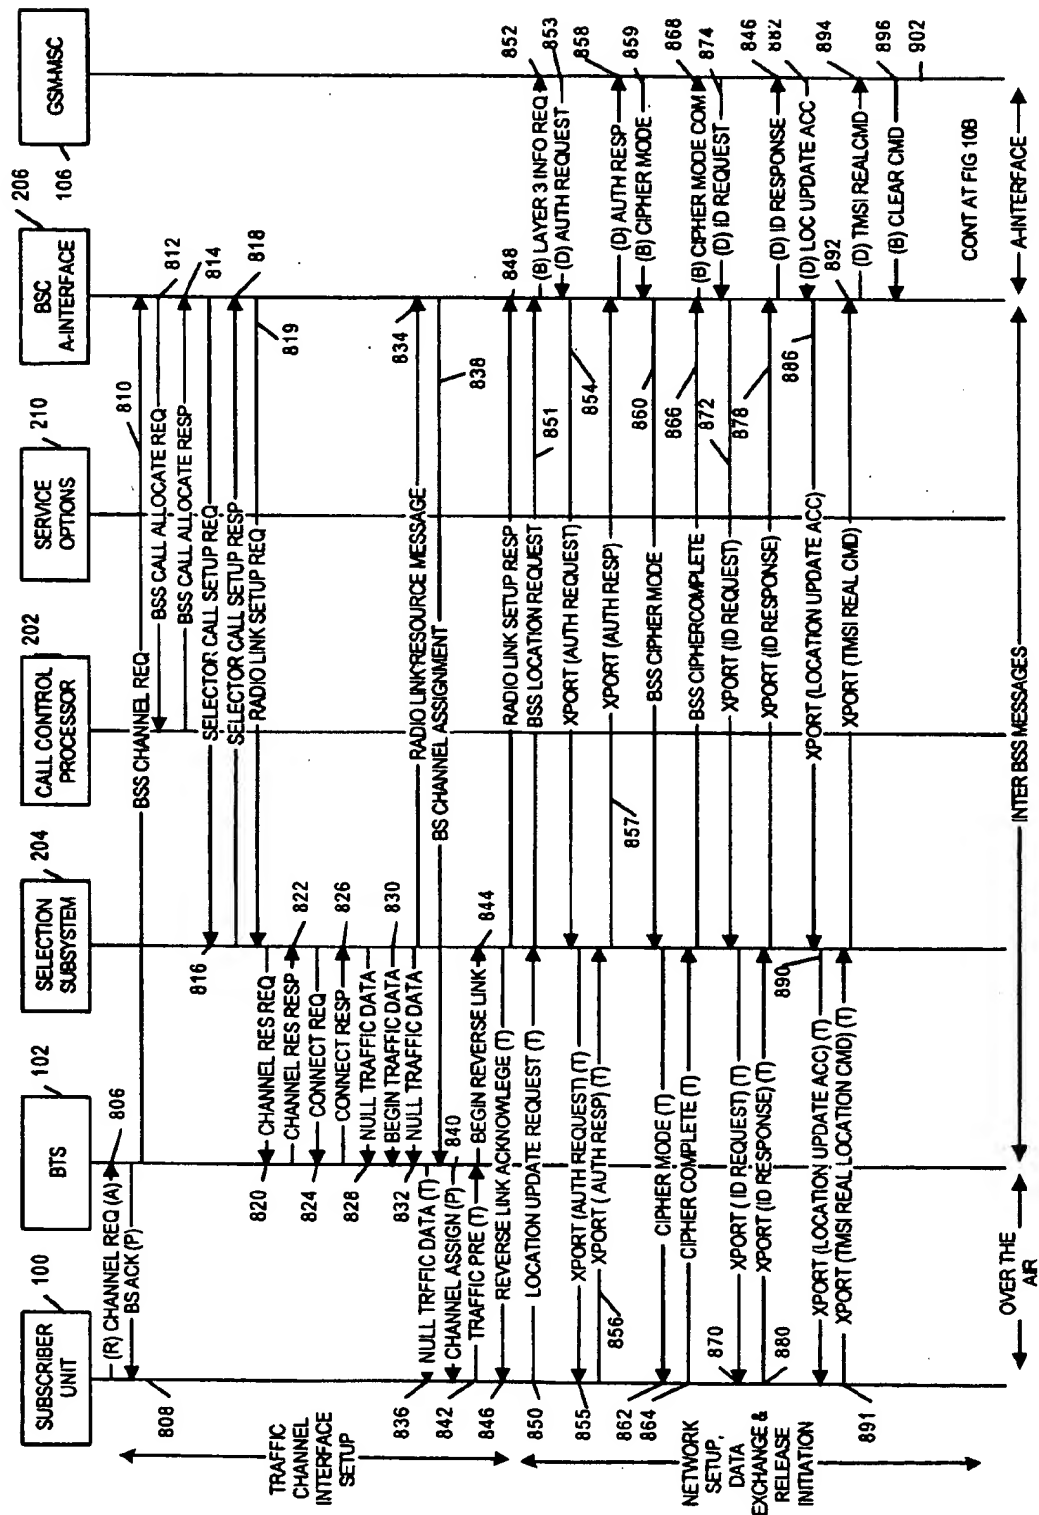 SUBSCRIBER
UNIT
100
BTS
102
SELECTION
SUBSYSTEM
204
CALL CONTROL
PROCESSOR
202
SERVICE
OPTIONS
210
BSC
A-INTERFACE
206
GSM-MSC
106
(R) CHANNEL REQ (A)
806
BS ACK (P)
808
BSS CHANNEL REQ
810
BSS CALL ALLOCATE REQ
812
BSS CALL ALLOCATE RESP
814
SELECTOR CALL SETUP REQ
816
SELECTOR CALL SETUP RESP
818
RADIO LINK SETUP REQ
819
820
CHANNEL RES REQ
CHANNEL RES RESP
822
824
CONNECT REQ
CONNECT RESP
826
828
NULL TRAFFIC DATA
BEGIN TRAFFIC DATA
830
832
NULL TRAFFIC DATA
RADIO LINK RESOURCE MESSAGE
834
836
NULL TRFFIC DATA (T)
BS CHANNEL ASSIGNMENT
838
CHANNEL ASSIGN (P)
840
842
TRAFFIC PRE (T)
BEGIN REVERSE LINK
844
846
REVERSE LINK ACKNOWLEGE (T)
RADIO LINK SETUP RESP
848
850
LOCATION UPDATE REQUEST (T)
BSS LOCATION REQUEST
851
(B) LAYER 3 INFO REQ
852
(D) AUTH REQUEST
853
XPORT (AUTH REQUEST)
854
855
XPORT (AUTH REQUEST) (T)
XPORT ( AUTH RESP) (T)
856
XPORT (AUTH RESP)
857
(D) AUTH RESP
858
(B) CIPHER MODE
859
BSS CIPHER MODE
860
862
CIPHER MODE (T)
864
CIPHER COMPLETE (T)
BSS CIPHERCOMPLETE
866
(B) CIPHER MODE COM
868
(D) ID REQUEST
874
XPORT (ID REQUEST)
872
870
XPORT ( ID REQUEST) (T)
XPORT (ID RESPONSE) (T)
880
XPORT (ID RESPONSE)
878
(D) ID RESPONSE
846
882
(D) LOC UPDATE ACC
894
XPORT (LOCATION UPDATE ACC)
886
890
XPORT (LOCATION UPDATE ACC) (T)
XPORT (TMSI REAL LOCATION CMD) (T)
891
XPORT (TMSI REAL CMD)
892
(D) TMSI REALCMD
896
(B) CLEAR CMD
902
CONT AT FIG 10B
TRAFFIC
CHANNEL
INTERFACE
SETUP
NETWORK
SETUP,
DATA
EXCHANGE &
RELEASE
INITIATION
OVER THE
AIR
INTER BSS MESSAGES
A-INTERFACE